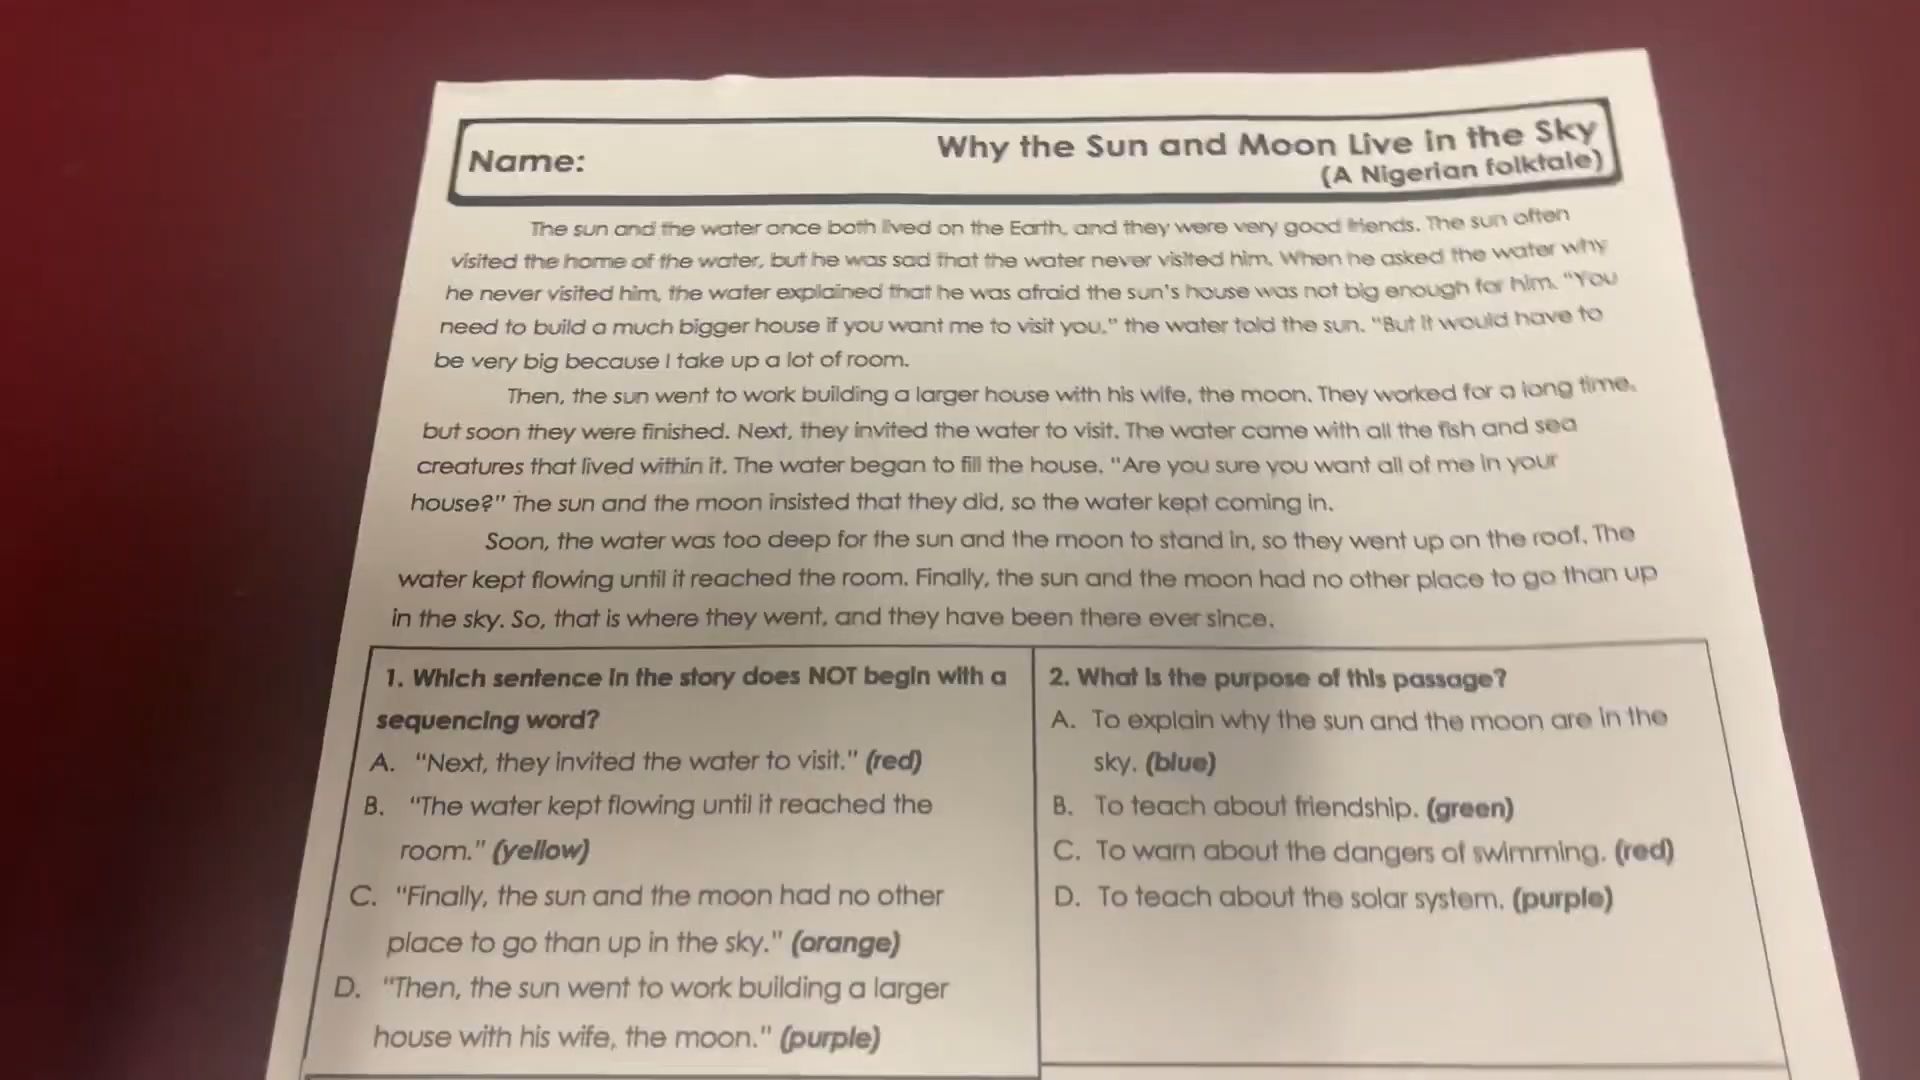 Name:
Why the Sun and Moon Live in the Sky
(A Nigerian folktale)
The sun and the water once both lived on the Earth, and they were very good friends. The sun often
visited the home of the water, but he was sad that the water never visited him. When he asked the water why
he never visited him, the water explained that he was afraid the sun's house was not big enough for him. "You
need to build a much bigger house if you want me to visit you," the water told the sun. "But it would have to
be very big because I take up a lot of room.
Then, the sun went to work building a larger house with his wife, the moon. They worked for a long time,
but soon they were finished. Next, they invited the water to visit. The water came with all the fish and sea
creatures that lived within it. The water began to fill the house. "Are you sure you want all of me in your
house?" The sun and the moon insisted that they did, so the water kept coming in.
Soon, the water was too deep for the sun and the moon to stand in, so they went up on the roof. The
water kept flowing until it reached the room. Finally, the sun and the moon had no other place to go than up
in the sky. So, that is where they went, and they have been there ever since.
1. Which sentence in the story does NOT begin with a
sequencing word?
A. "Next, they invited the water to visit." (red)
B. "The water kept flowing until it reached the
room." (yellow)
C. "Finally, the sun and the moon had no other
place to go than up in the sky." (orange)
D. "Then, the sun went to work building a larger
house with his wife, the moon." (purple)
2. What is the purpose of this passage?
A. To explain why the sun and the moon are in the
sky. (blue)
B. To teach about friendship. (green)
C. To warn about the dangers of swimming. (red)
D. To teach about the solar system. (purple)